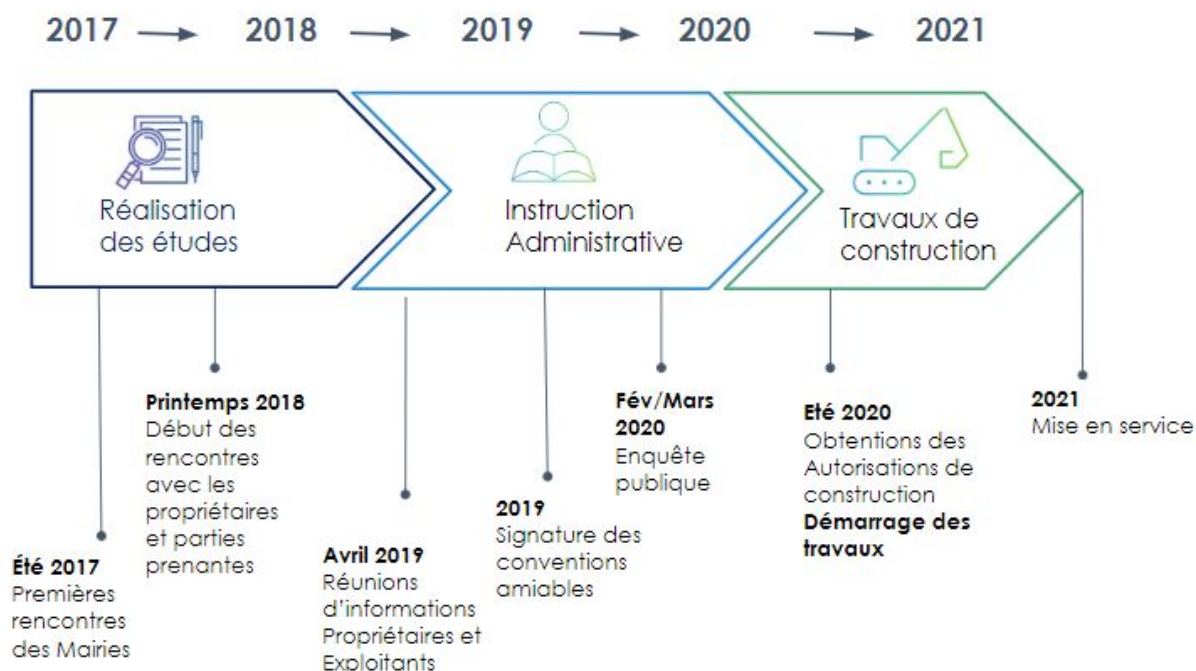 2017
2018
2019
2020
2021
Réalisation
des études
Instruction
Administrative
Travaux de
construction
Été 2017
Premières
rencontres
des Mairies
Printemps 2018
Début des
rencontres
avec les
propriétaires
et parties
prenantes
Avril 2019
Réunions
d'informations
Propriétaires et
Exploitants
2019
Signature des
conventions
amiables
Fév/Mars
2020
Enquête
publique
Eté 2020
Obtentions des
Autorisations de
construction
Démarrage des
travaux
2021
Mise en service